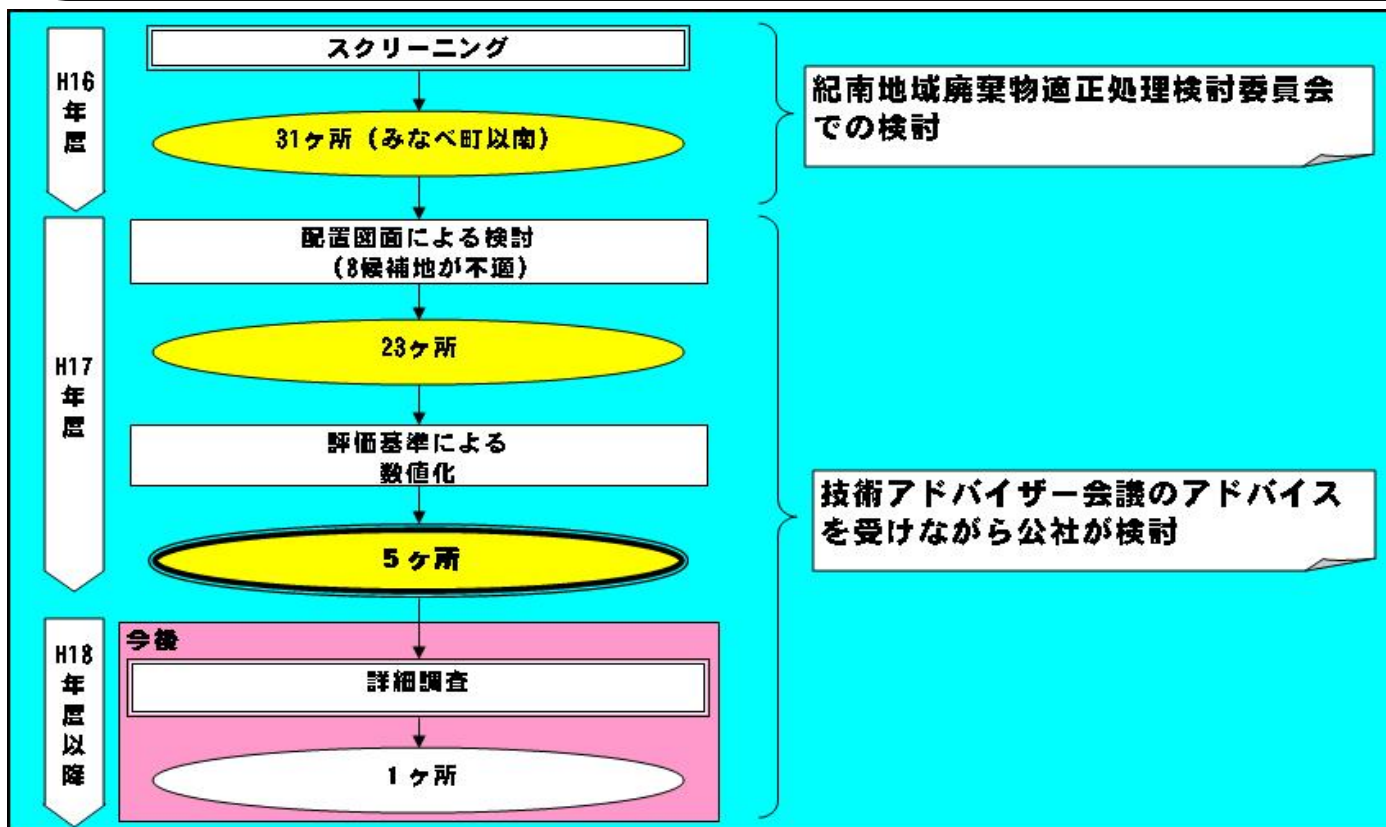 H16
年
度
スクリーニング
31ヶ所（みなべ町以南）
紀南地域廃棄物適正処理検討委員会
での検討
H17
年
度
配置図面による検討
（8候補地が不適）
23ヶ所
評価基準による
数値化
5ヶ所
技術アドバイザー会議のアドバイス
を受けながら公社が検討
H18
年
度
以
降
今後
詳細調査
1ヶ所